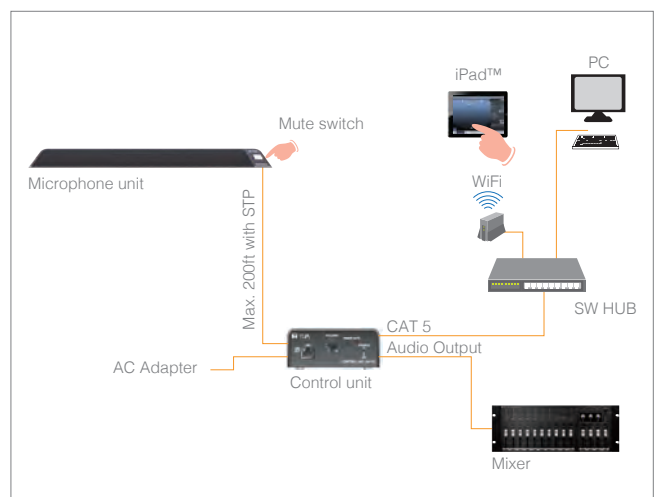 PC
iPad™
Mute switch
Microphone unit
WiFi
Max. 200ft with STP
SW HUB
CAT 5
Audio Output
AC Adapter
Control unit
Mixer